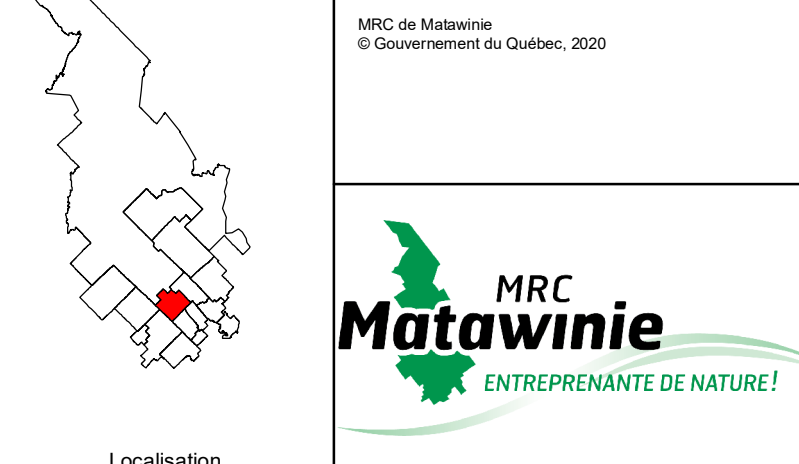 MRC de Matawinie
© Gouvernement du Québec, 2020
MRC
Matawinie
ENTREPRENANTE DE NATURE!
Localisation